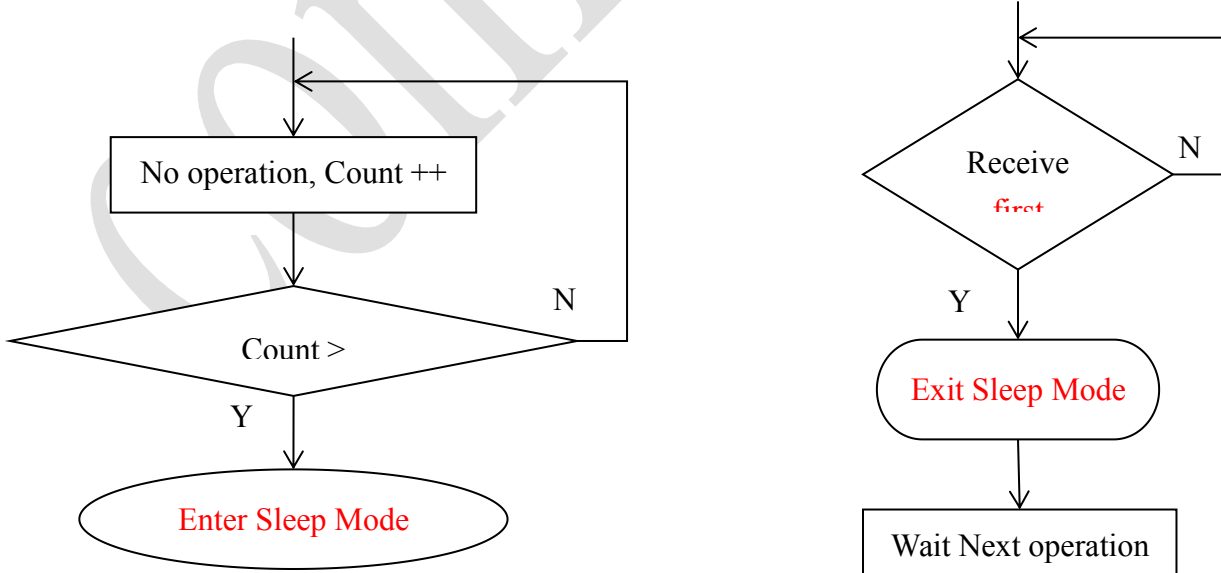 No operation, Count ++
N
Count >
Y
Enter Sleep Mode
Receive
first
N
Y
Exit Sleep Mode
Wait Next operation